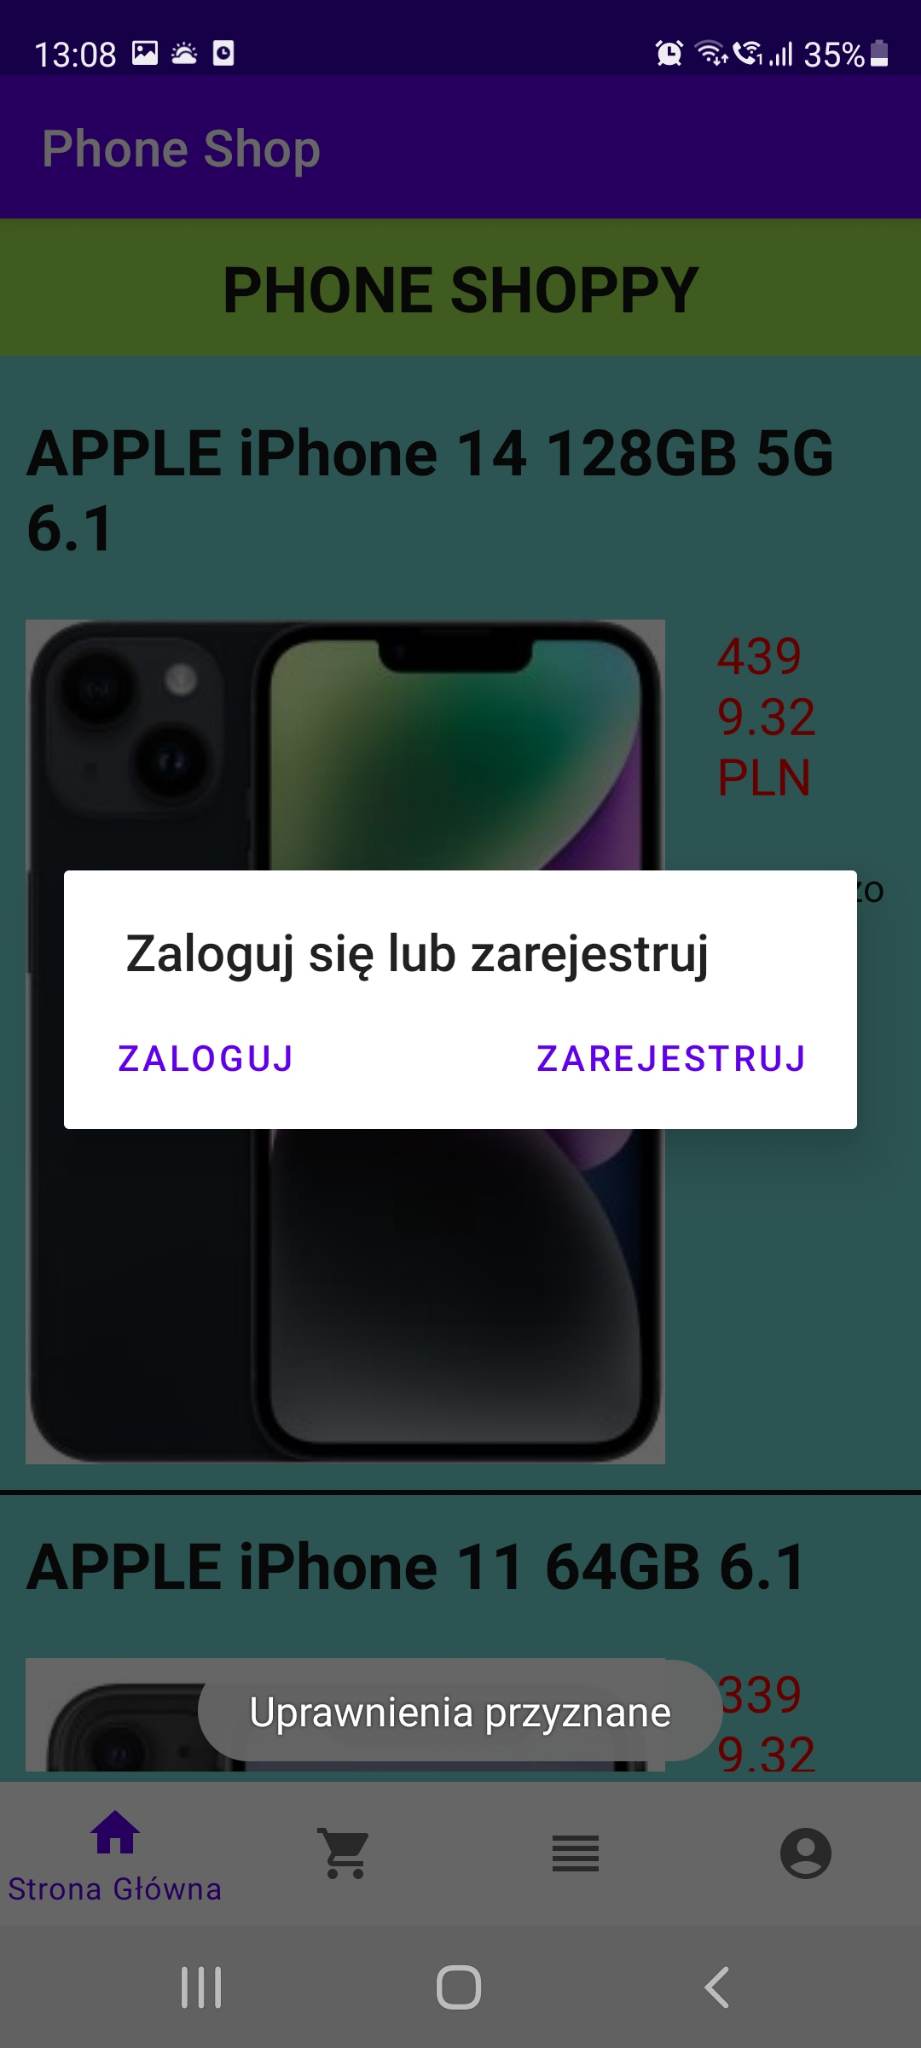 13:08
35%
Phone Shop
PHONE SHOPPY
APPLE iPhone 14 128GB 5G
6.1
439
9.32
PLN
zo
Zaloguj się lub zarejestruj
ZALOGUJ ZAREJESTRUJ
APPLE iPhone 11 64GB 6.1
339
9.32
Uprawnienia przyznane
Strona Główna